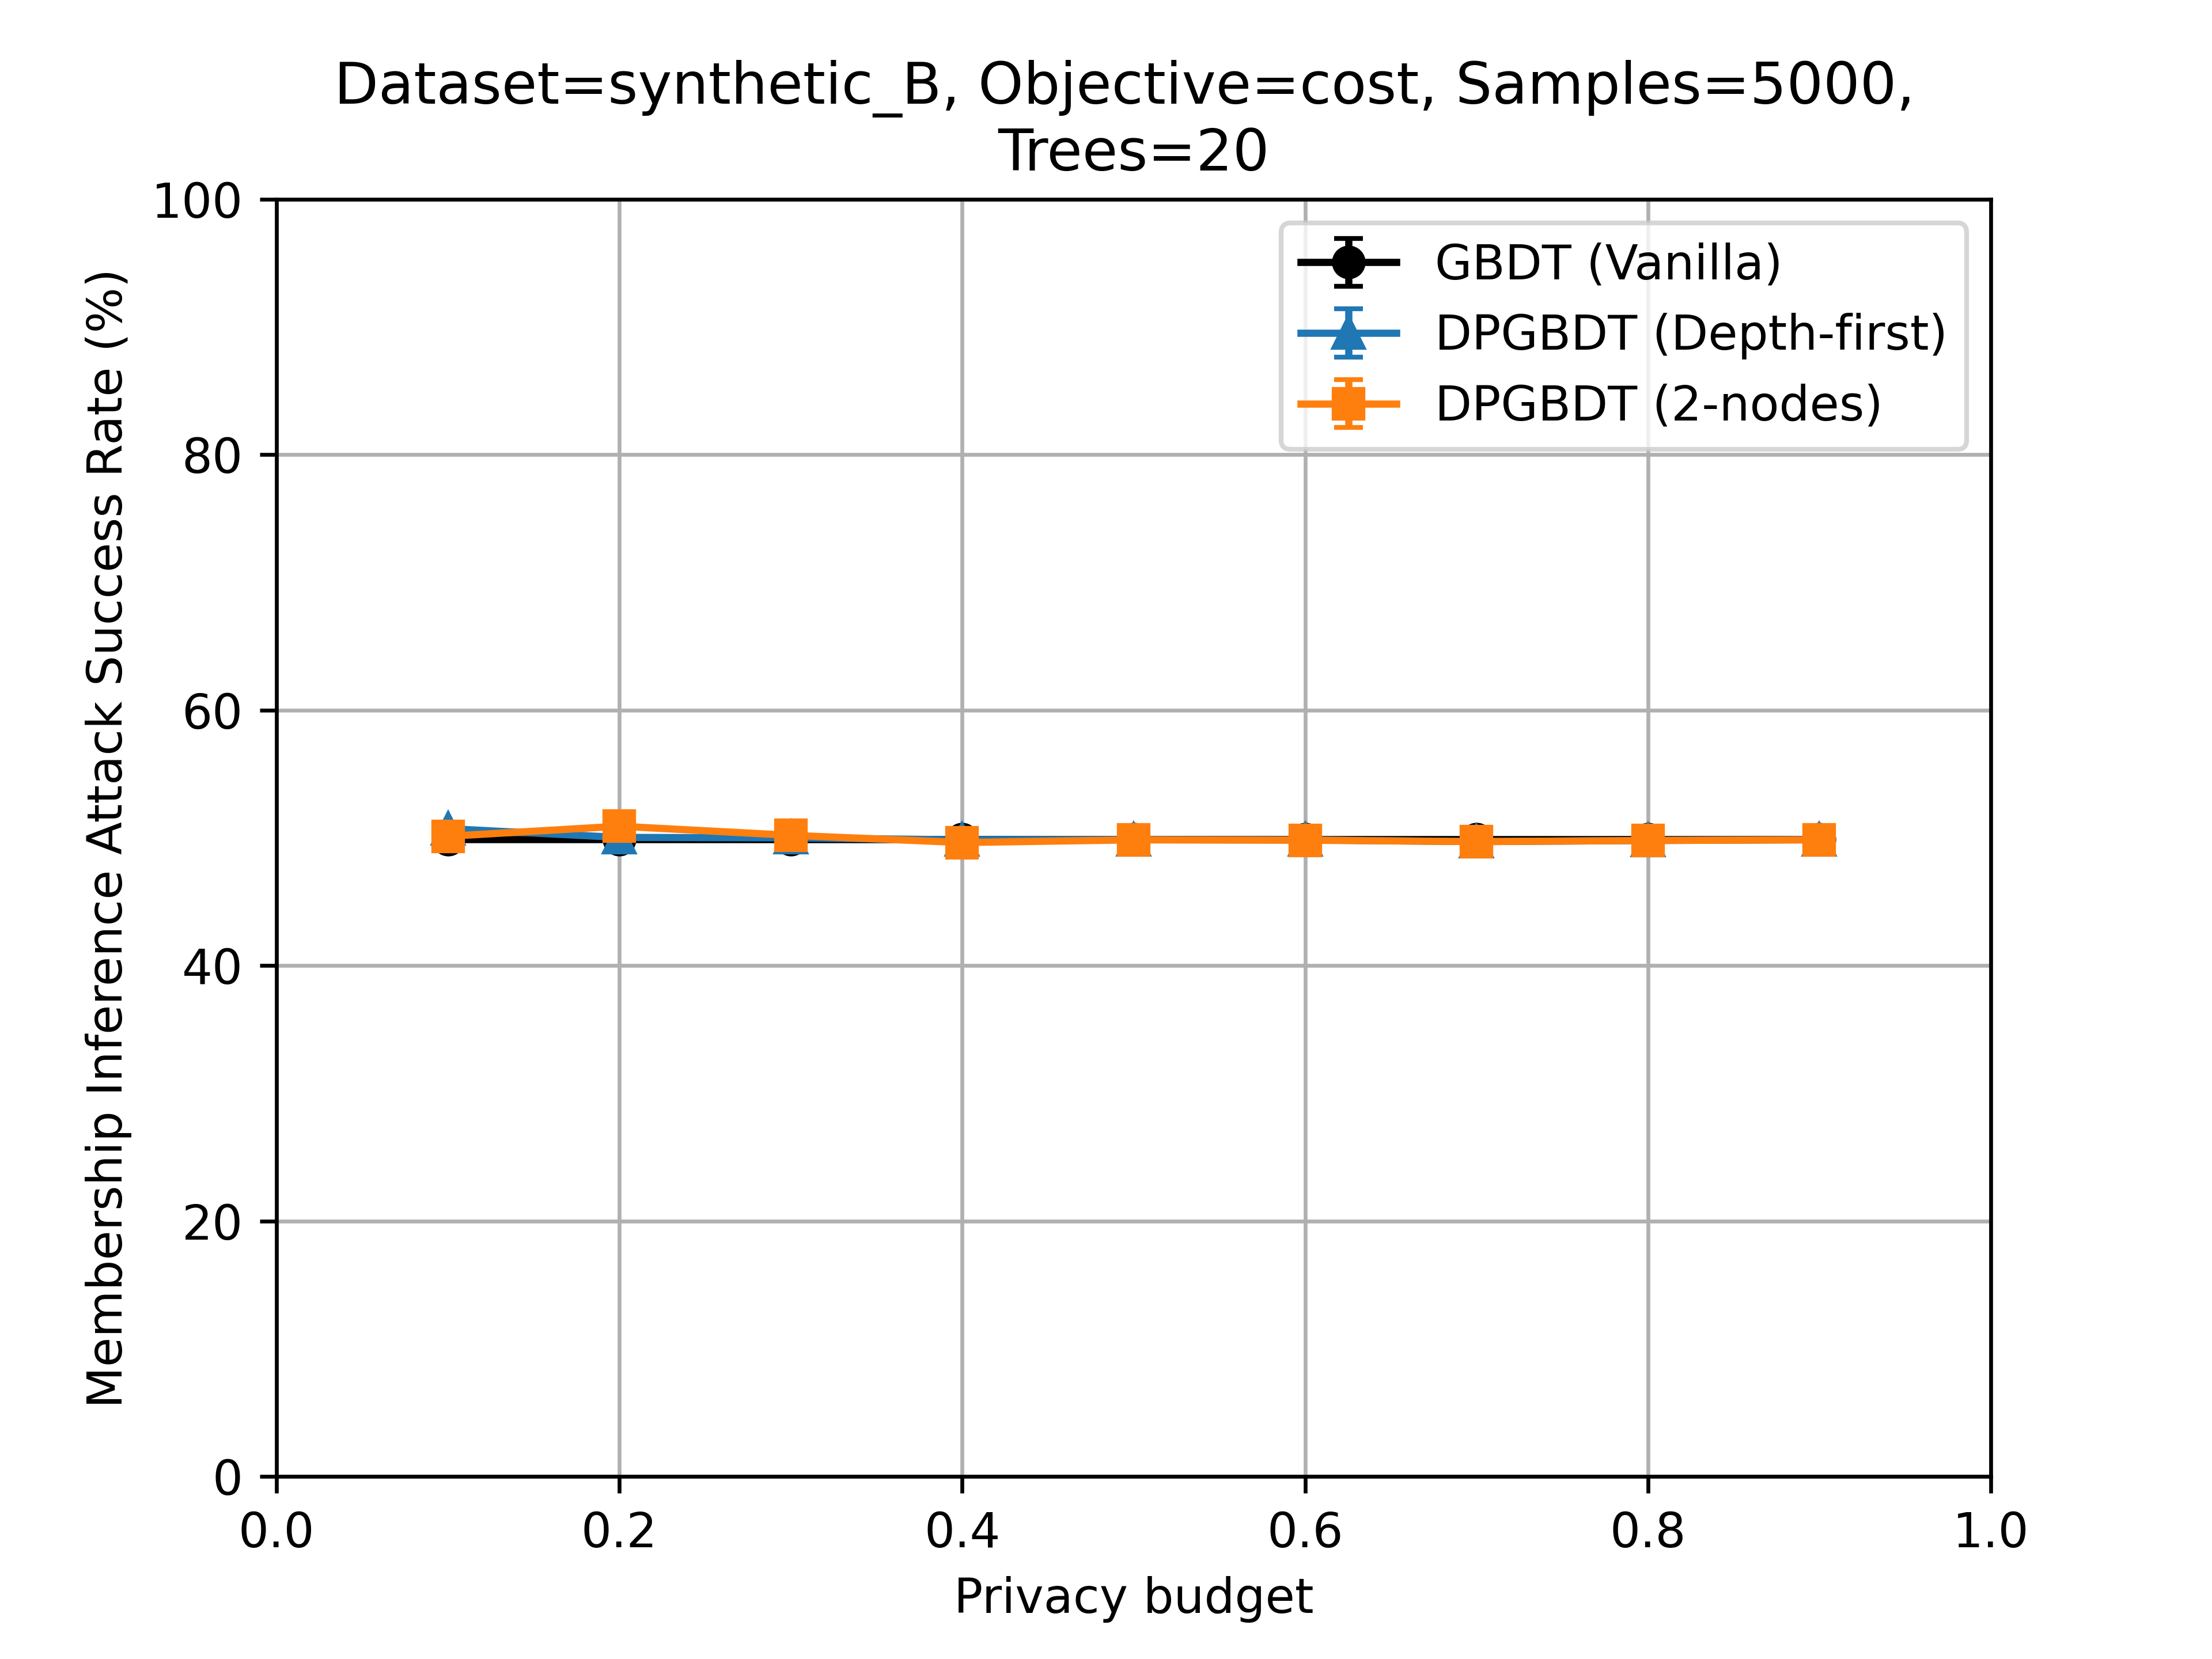 Dataset=synthetic_B, Objective=cost, Samples=5000,
Trees=20
Membership Inference Attack Success Rate (%)
100
80
60
40
20
0
GBDT (Vanilla)
DPGBDT (Depth-first)
DPGBDT (2-nodes)
0.0 0.2 0.4 0.6 0.8 1.0
Privacy budget